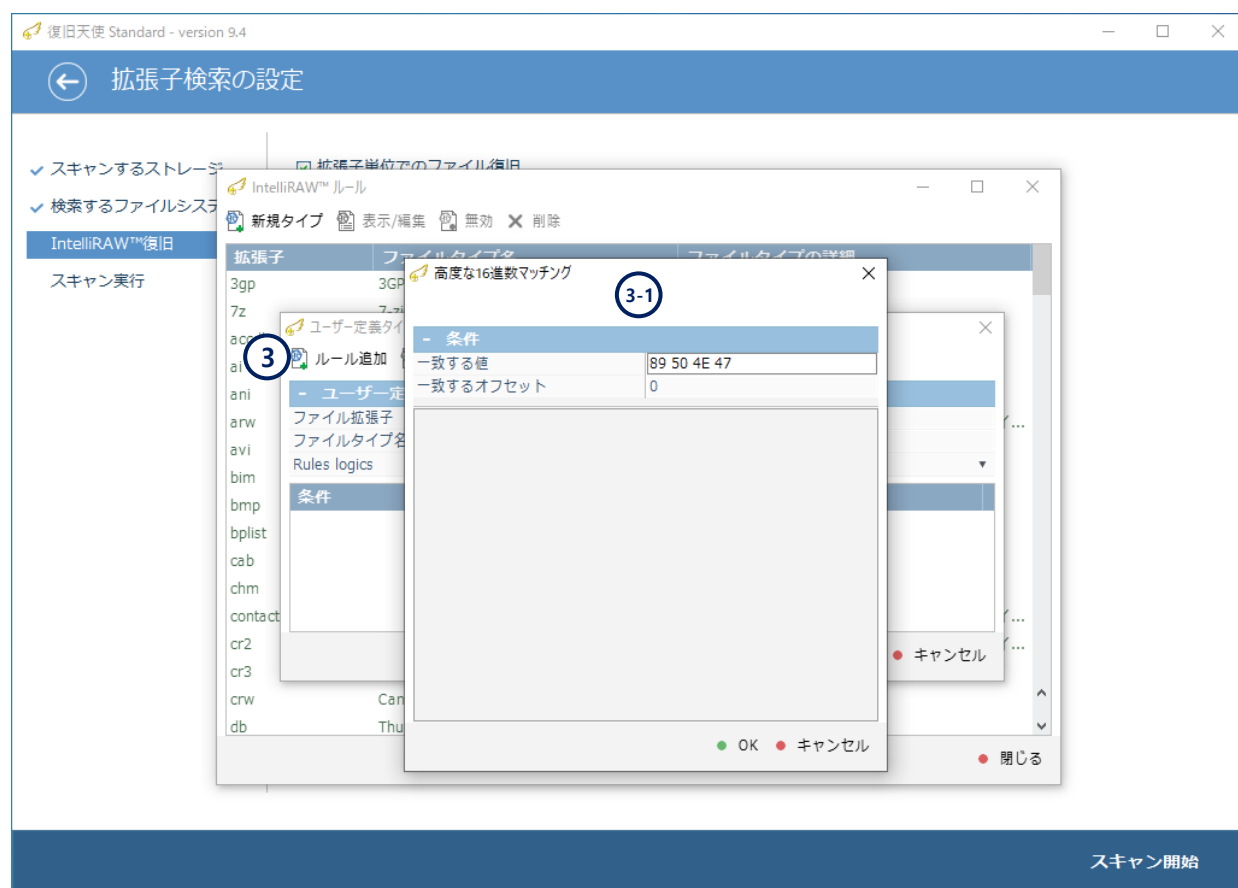 復旧天使 Standard - version 9.4
拡張子検索の設定
スキャンするストレージ
拡張子単位でのファイル復旧
検索するファイルシステ
IntelliRAW™復旧
スキャン実行
IntelliRAW™ ルール
新規タイプ 表示/編集 無効 削除
拡張子 ファイルタイプ名 ファイルタイプの詳細
3gp 3GP
7z 7-zi
ai
ani
arw
avi
bim
bmp
bplist
cab
chm
contact
cr2
cr3
crw Can
db Thu
閉じる
ユーザー定義タイ
3 ルール追加
- ユーザー定
ファイル拡張子
ファイルタイプ名
Rules logics
条件
キャンセル
高度な16進数マッチング
3-1
- 条件
一致する値 89 50 4E 47
一致するオフセット 0
OK キャンセル
スキャン開始